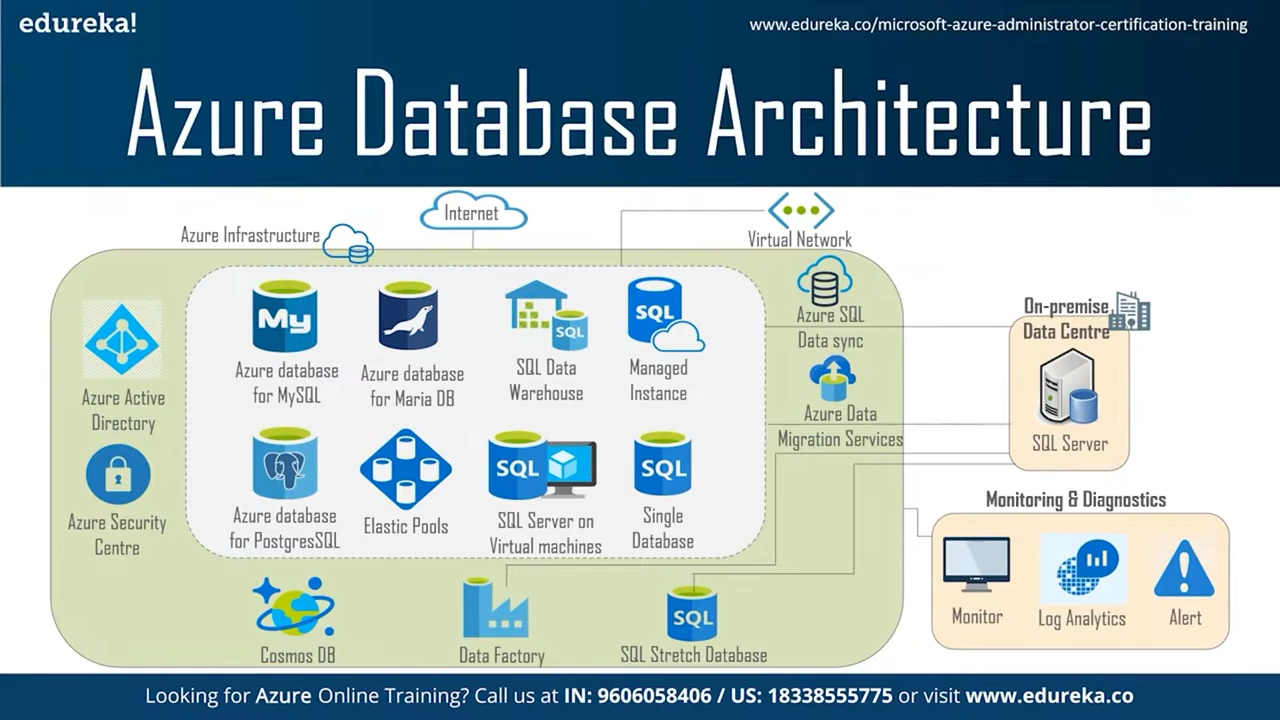 edureka!
www.edureka.co/microsoft-azure-administrator-certification-training
Azure Database Architecture
Internet
Azure Infrastructure
Virtual Network
My
Azure database
for MySQL
Azure database
for Maria DB
SQL
SQL Data
Warehouse
SQL
Managed
Instance
Azure SQL
Data sync
On-premise
Data Centre
Azure Active
Directory
Azure Data
Migration Services
SQL Server
Azure database
for PostgresSQL
Elastic Pools
SQL
SQL Server on
Virtual machines
SQL
Single
Database
Azure Security
Centre
Monitoring & Diagnostics
Monitor
Log Analytics
Alert
Cosmos DB
Data Factory
SQL
SQL Stretch Database
Looking for Azure Online Training? Call us at IN: 9606058406 / US: 18338555775 or visit www.edureka.co